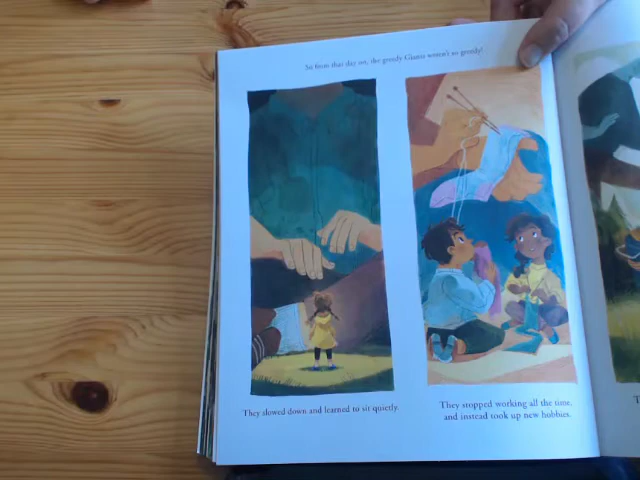 So from that day on, the greedy Giants weren't so greedy!
They slowed down and learned to sit quietly.
They stopped working all the time,
and instead took up new hobbies.